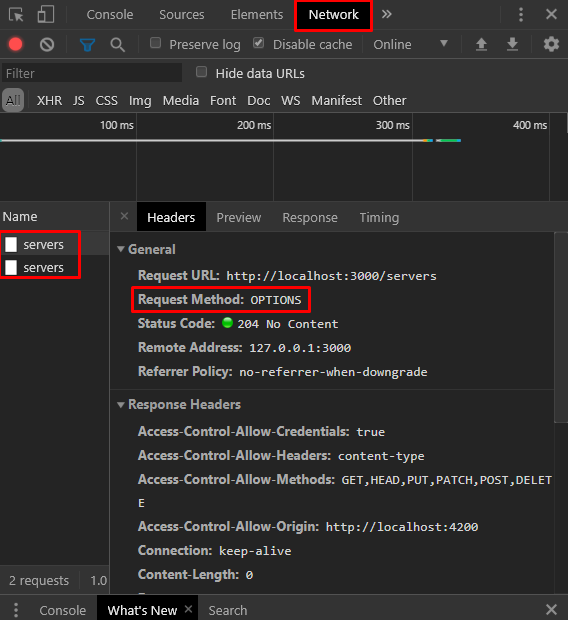 Console Sources Elements Network
Preserve log Disable cache Online
Filter Hide data URLs
All XHR JS CSS Img Media Font Doc WS Manifest Other
100 ms 200 ms 300 ms 400 ms
Name × Headers Preview Response Timing
servers
servers
General
Request URL: http://localhost:3000/servers
Request Method: OPTIONS
Status Code: 204 No Content
Remote Address: 127.0.0.1:3000
Referrer Policy: no-referrer-when-downgrade
Response Headers
Access-Control-Allow-Credentials: true
Access-Control-Allow-Headers: content-type
Access-Control-Allow-Methods: GET,HEAD,PUT,PATCH,POST,DELET
E
Access-Control-Allow-Origin: http://localhost:4200
Connection: keep-alive
Content-Length: 0
2 requests 1.0
Console What's New × Search